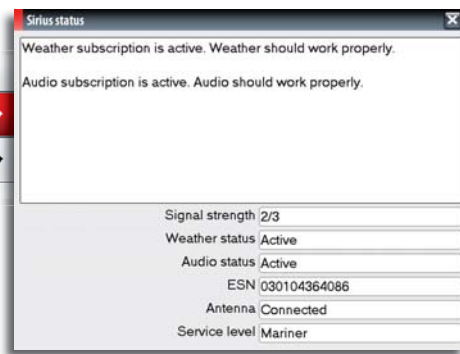 Sirius status
Weather subscription is active. Weather should work properly.
Audio subscription is active. Audio should work properly.
Signal strength 2/3
Weather status Active
Audio status Active
ESN 030104364086
Antenna Connected
Service level Mariner